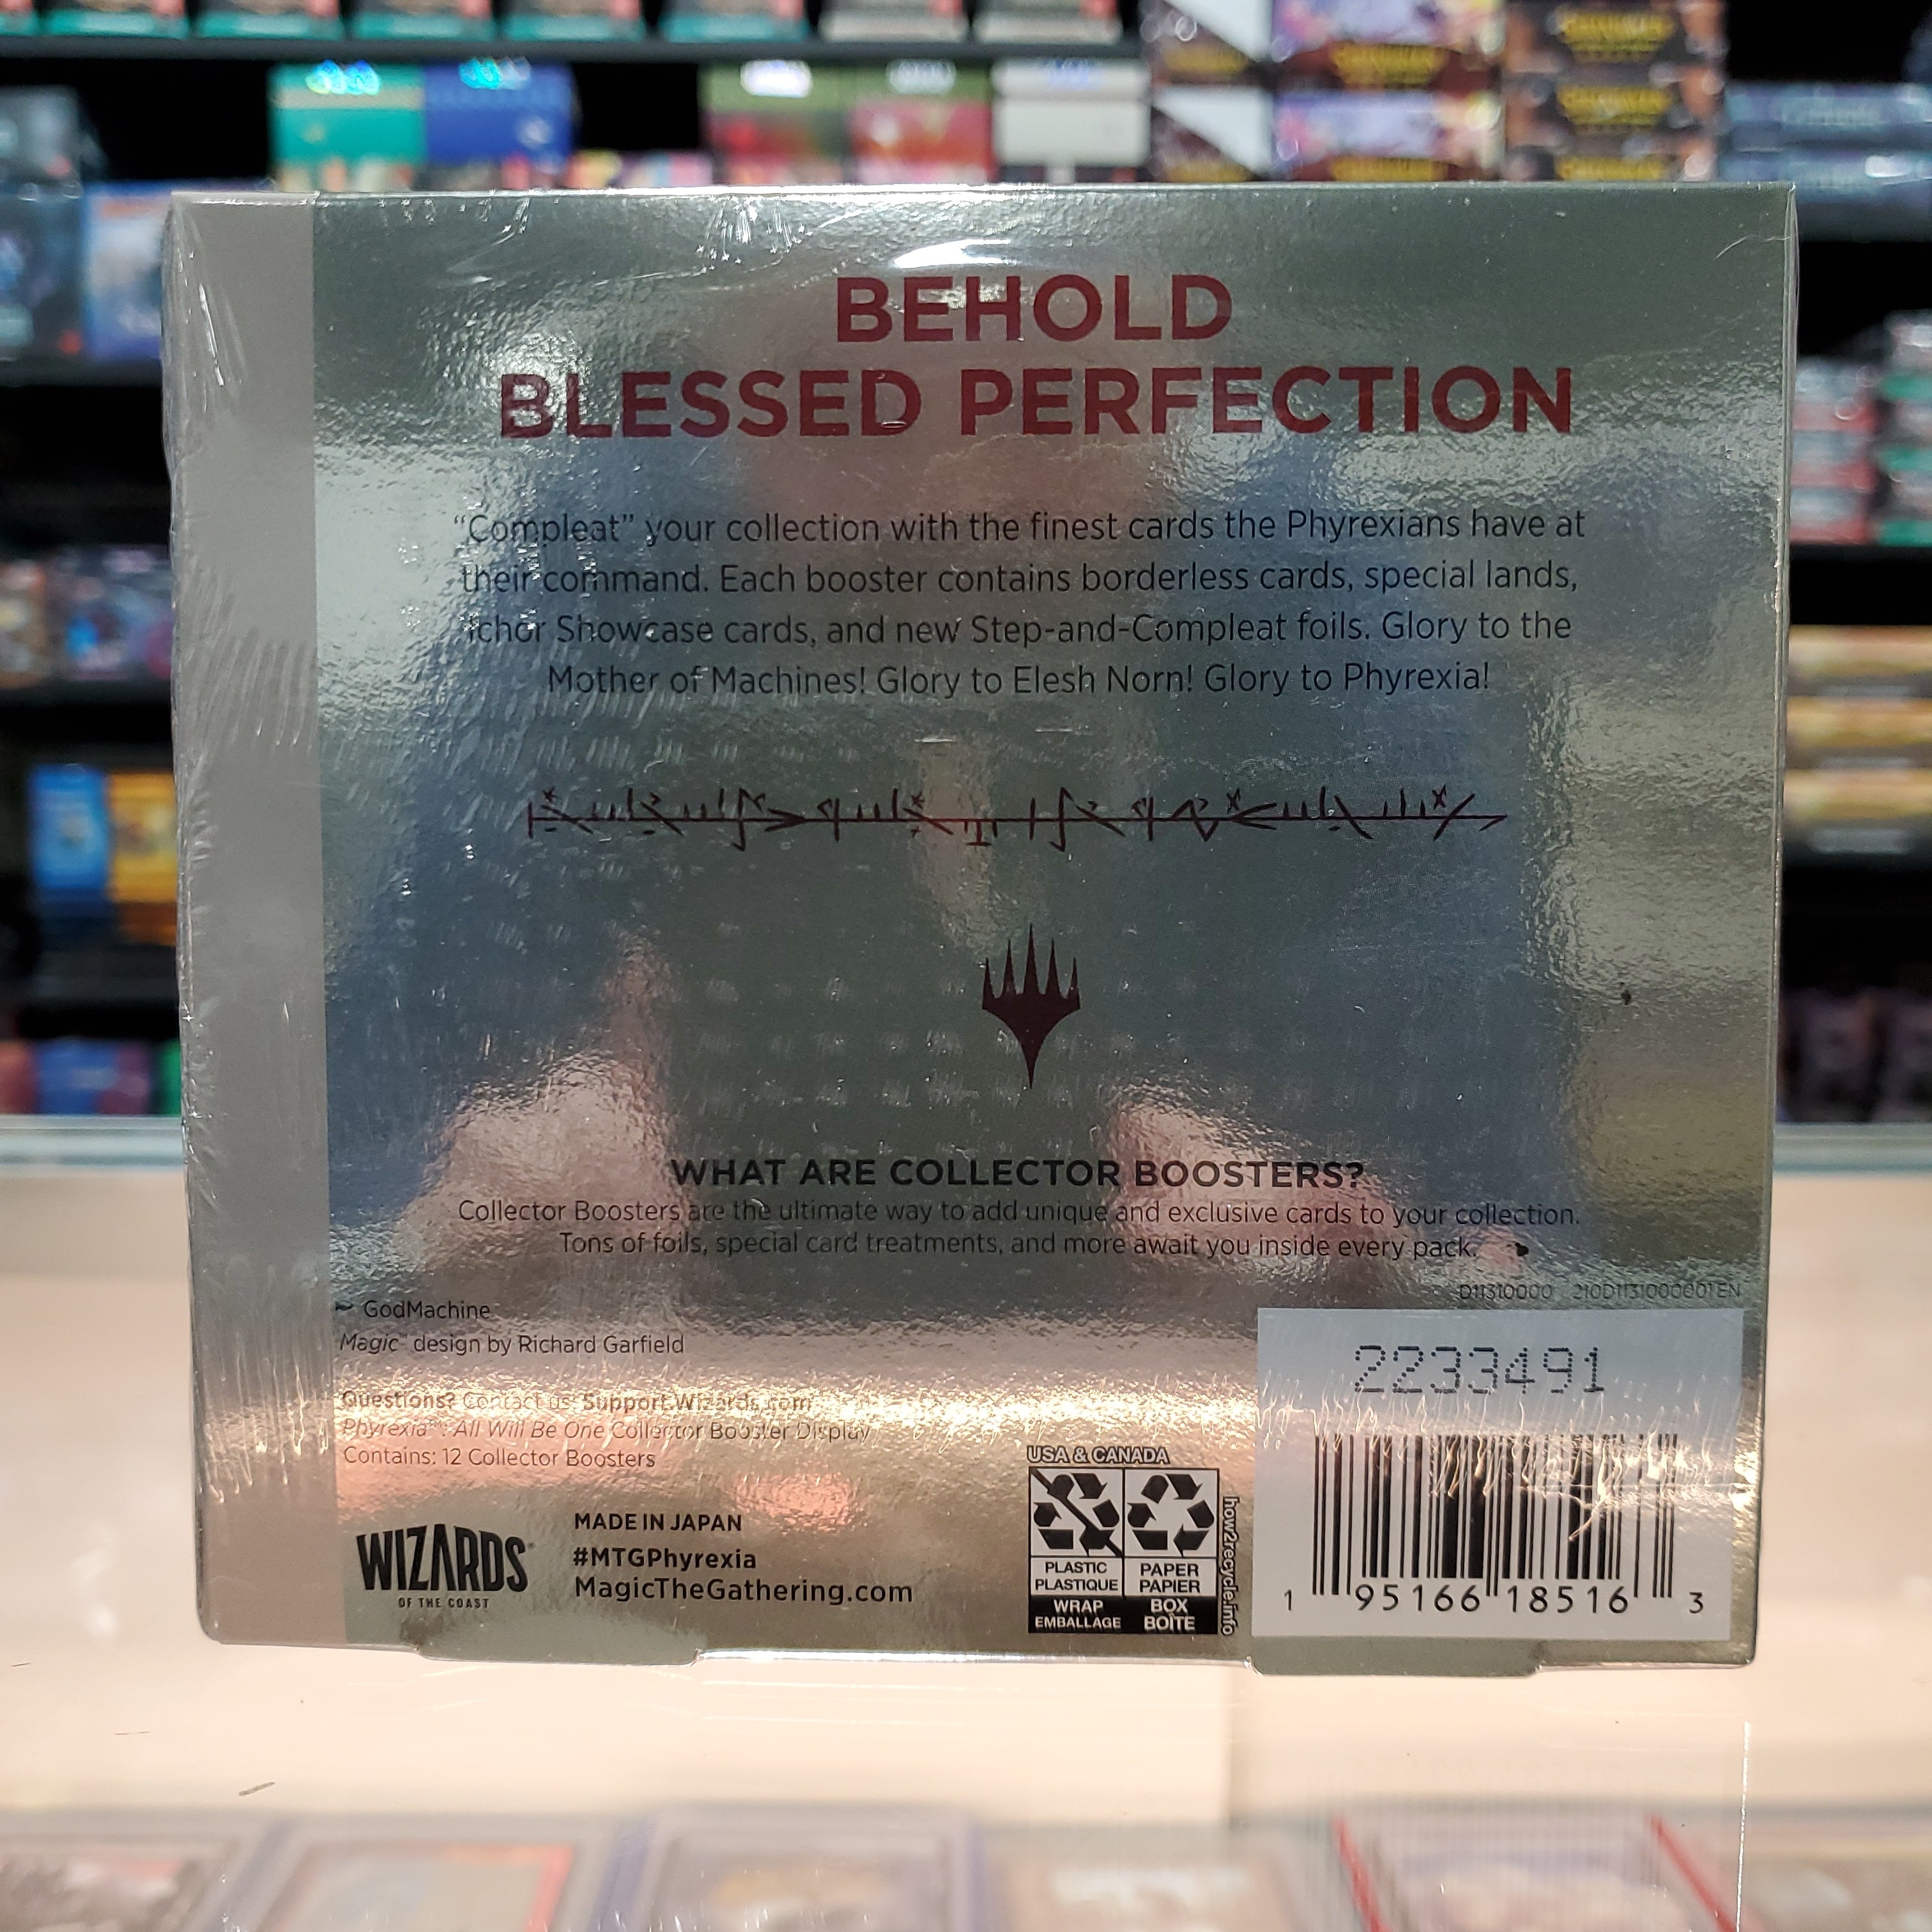 BEHOLD
BLESSED PERFECTION
“Compleat” your collection with the finest cards the Phyrexians have at
their command. Each booster contains borderless cards, special lands,
Ichor Showcase cards, and new Step-and-Compleat foils. Glory to the
Mother of Machines! Glory to Elesh Norn! Glory to Phyrexia!
WHAT ARE COLLECTOR BOOSTERS?
Collector Boosters are the ultimate way to add unique and exclusive cards to your collection.
Tons of foils, special card treatments, and more await you inside every pack.
D11310000 210D11310000001EN
GodMachine
Magic™ design by Richard Garfield
2233491
Questions? Contact us: Support.Wizards.com
Phyrexia™: All Will Be One Collector Booster Display
Contains: 12 Collector Boosters
USA & CANADA
PLASTIC
PLASTIQUE
WRAP
EMBALLAGE
PAPER
PAPIER
BOX
BOÎTE
how2recycle.info
WIZARDS
OF THE COAST
MADE IN JAPAN
#MTGPhyrexia
MagicTheGathering.com
1 95166 18516 3